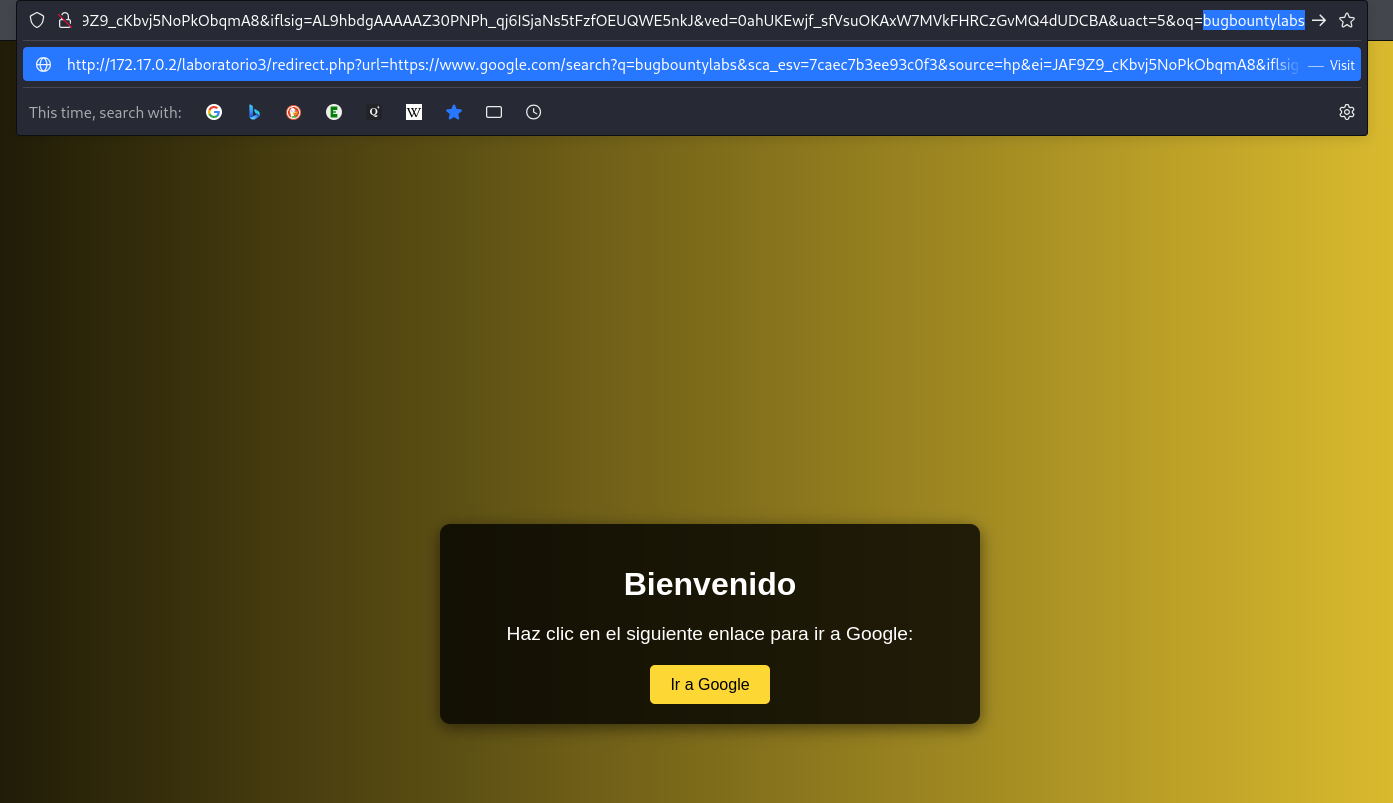 9Z9_cKbvj5NoPkObqmA8&iflsig=AL9hbdgAAAAAZ30PNPh_qj6ISjaNs5tFzfOEUQWE5nkJ&ved=0ahUKEwjf_sfVsuOKAxW7MVkFHRCzGvMQ4dUDCBA&uact=5&oq=bugbountylabs
http://172.17.0.2/laboratorio3/redirect.php?url=https://www.google.com/search?q=bugbountylabs&sca_esv=7caec7b3ee93c0f3&source=hp&ei=JAF9Z9_cKbvj5NoPkObqmA8&iflsig — Visit
This time, search with:
Bienvenido
Haz clic en el siguiente enlace para ir a Google:
Ir a Google